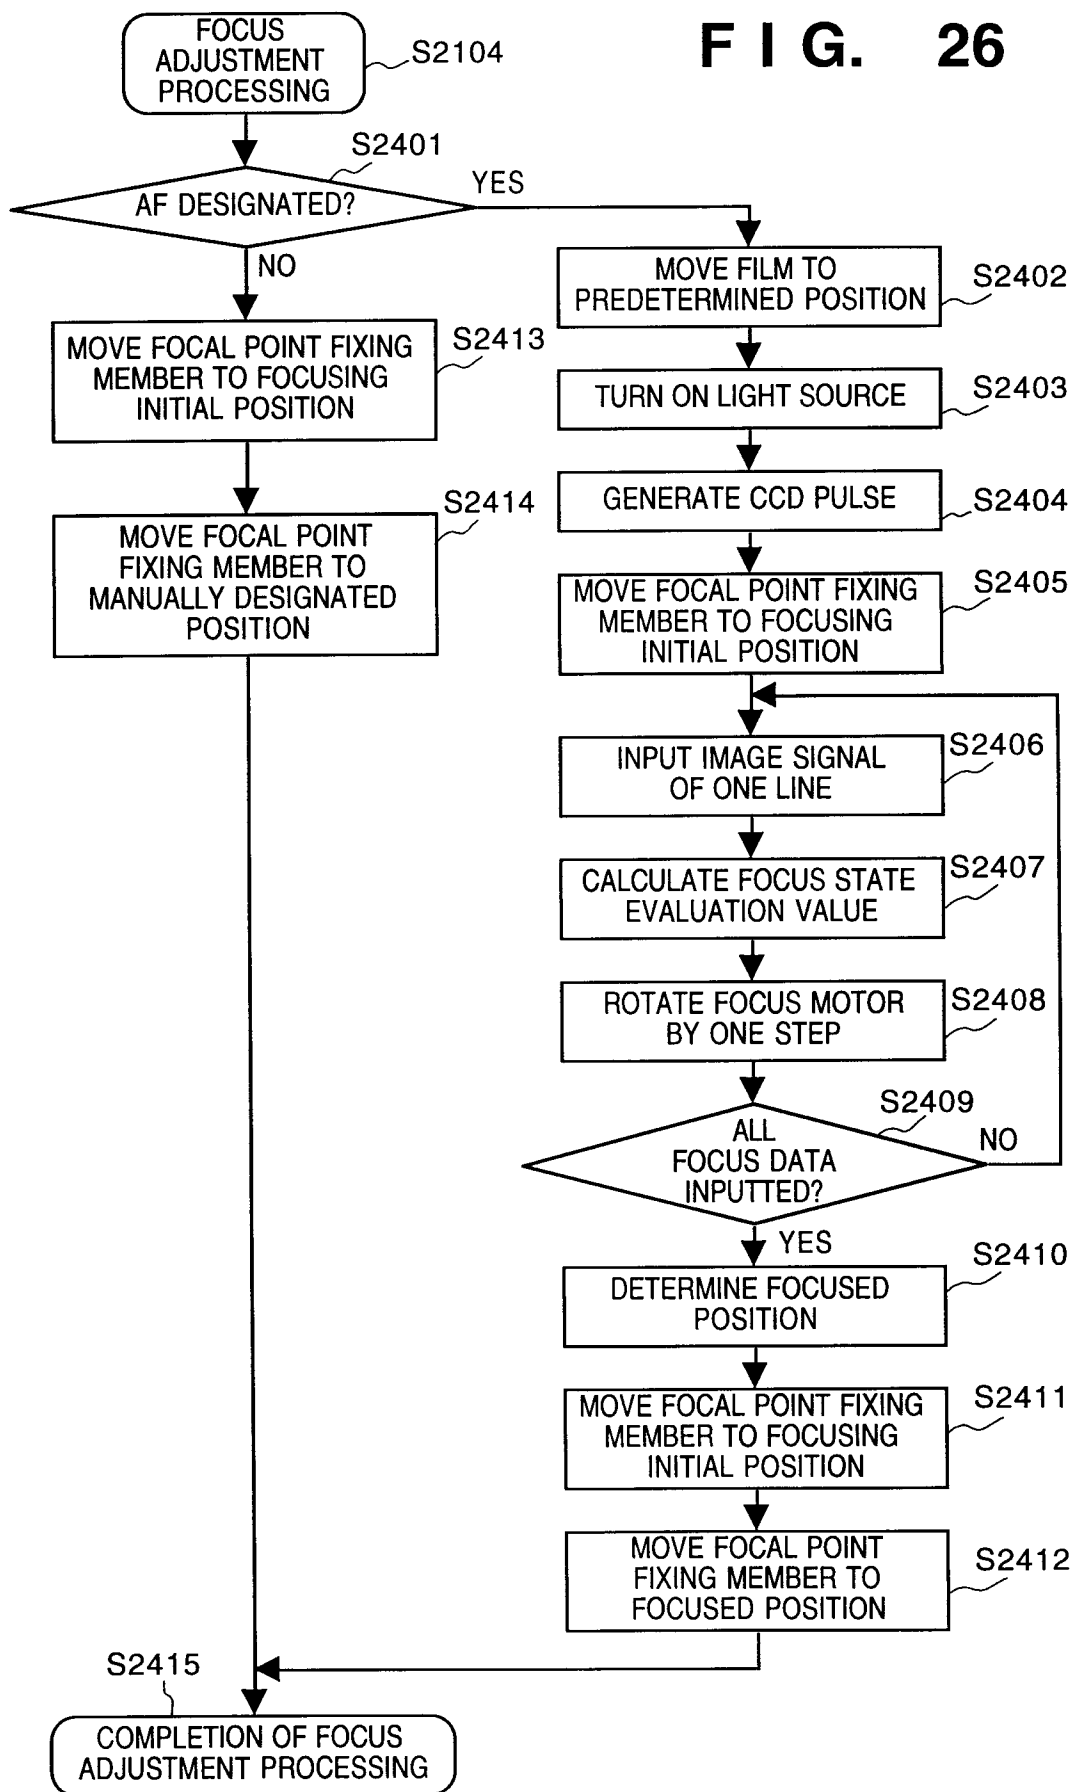 FIG. 26
FOCUS
ADJUSTMENT
PROCESSING
S2104
S2401
AF DESIGNATED?
YES
NO
MOVE FILM TO
PREDETERMINED POSITION
S2402
TURN ON LIGHT SOURCE
S2403
GENERATE CCD PULSE
S2404
MOVE FOCAL POINT FIXING
MEMBER TO FOCUSING
INITIAL POSITION
S2405
INPUT IMAGE SIGNAL
OF ONE LINE
S2406
CALCULATE FOCUS STATE
EVALUATION VALUE
S2407
ROTATE FOCUS MOTOR
BY ONE STEP
S2408
S2409
ALL
FOCUS DATA
INPUTTED?
NO
YES
DETERMINE FOCUSED
POSITION
S2410
MOVE FOCAL POINT FIXING
MEMBER TO FOCUSING
INITIAL POSITION
S2411
MOVE FOCAL POINT
FIXING MEMBER TO
FOCUSED POSITION
S2412
MOVE FOCAL POINT FIXING
MEMBER TO FOCUSING
INITIAL POSITION
S2413
MOVE FOCAL POINT
FIXING MEMBER TO
MANUALLY DESIGNATED
POSITION
S2414
S2415
COMPLETION OF FOCUS
ADJUSTMENT PROCESSING